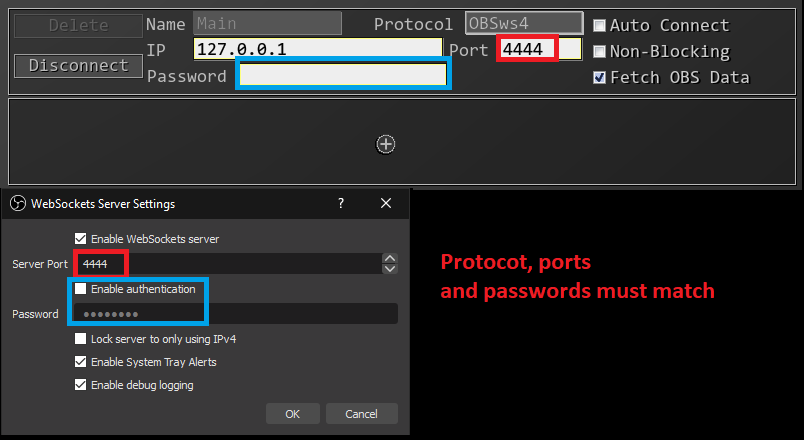 Delete Name Main Protocol OBSws4 Auto Connect
IP 127.0.0.1 Port 4444 Non-Blocking
Disconnect Password Fetch OBS Data
WebSockets Server Settings ?
Enable WebSockets server
Server Port 4444
Enable authentication
Password
Lock server to only using IPv4
Enable System Tray Alerts
Enable debug logging
OK Cancel
Protocot, ports
and passwords must match